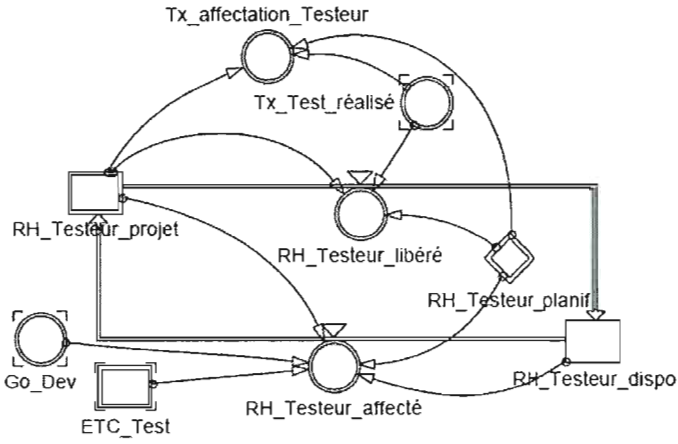 Tx_affectation_Testeur
Tx_Test_réalisé
RH_Testeur_projet
RH_Testeur_libéré
RH_Testeur_planif
Go_Dev
RH_Testeur_dispo
RH_Testeur_affecté
ETC_Test